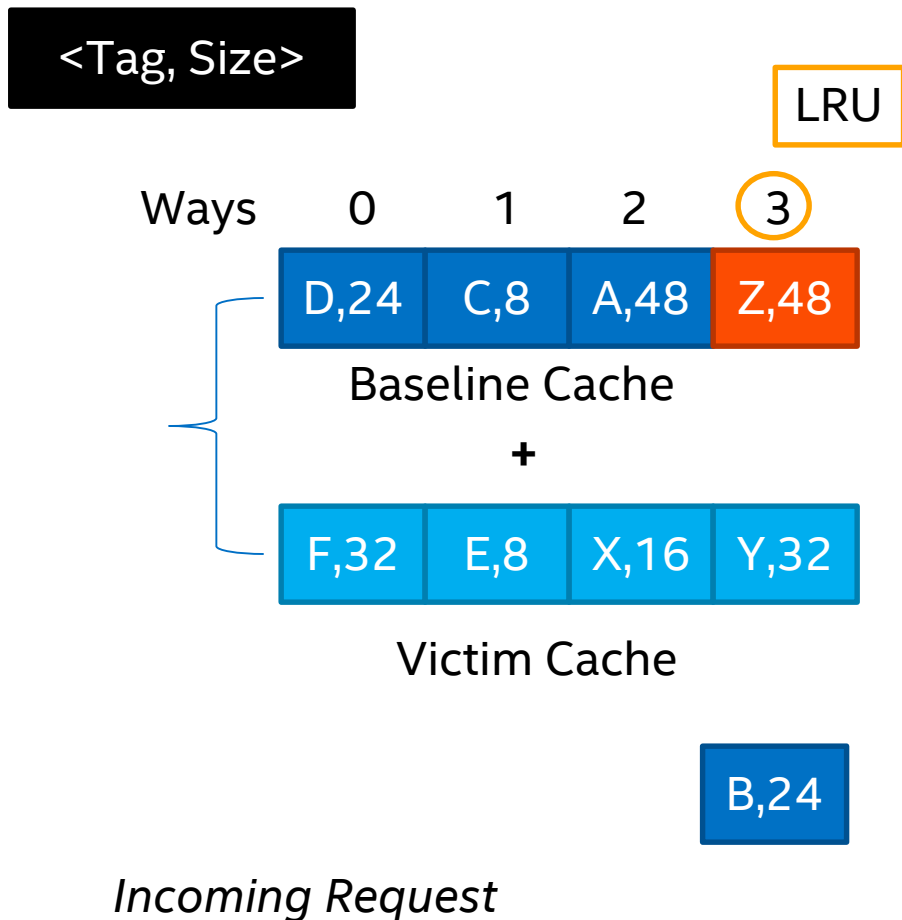 <Tag, Size>
LRU
Ways 0 1 2 3
D,24 C,8 A,48 Z,48
Baseline Cache
+
F,32 E,8 X,16 Y,32
Victim Cache
B,24
Incoming Request